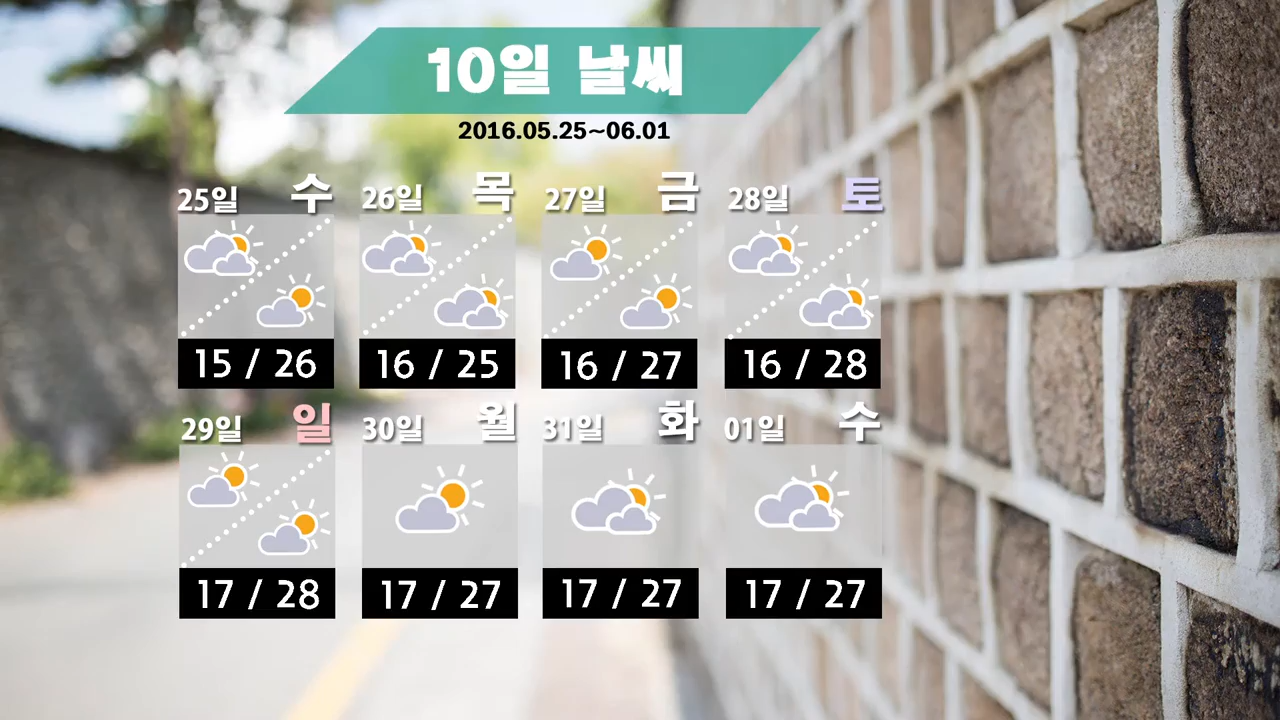 10일 날씨
2016.05.25~06.01
25일 수 26일 목 27일 금 28일 토
15 / 26 16 / 25 16 / 27 16 / 28
29일 일 30일 월 31일 화 01일 수
17 / 28 17 / 27 17 / 27 17 / 27